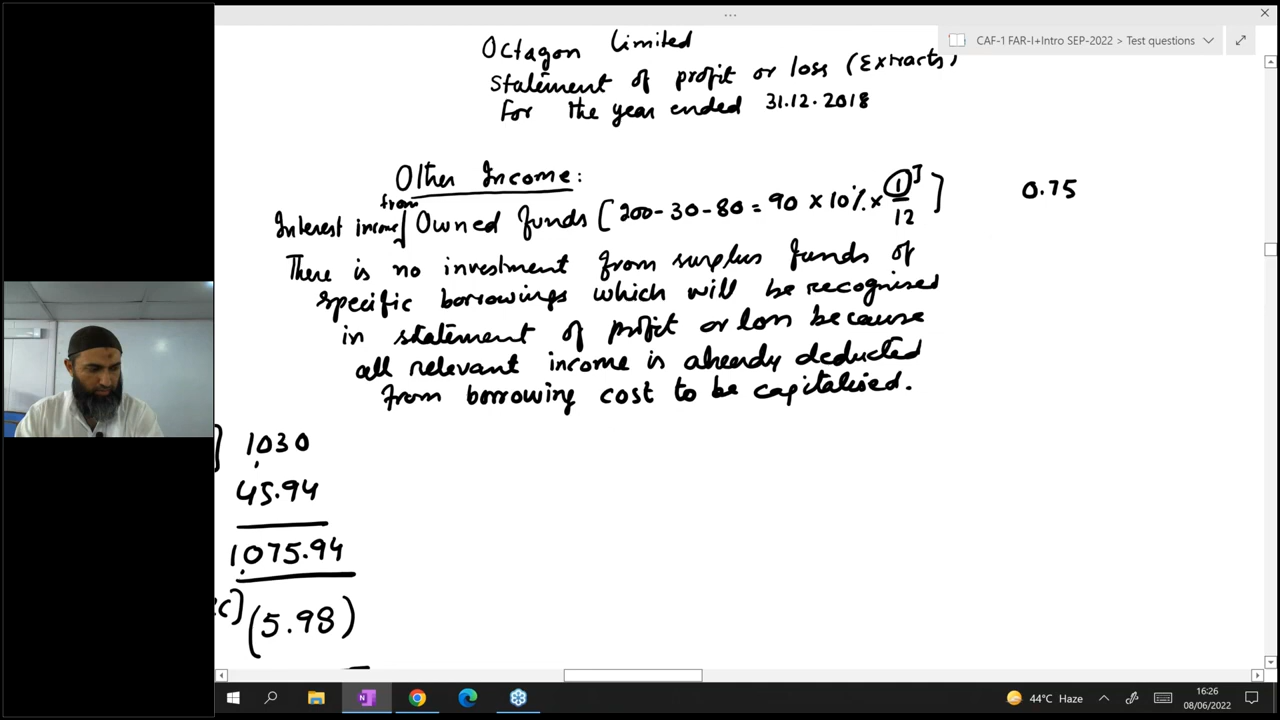 CAF-1 FAR-I+Intro SEP-2022 > Test questions
Octagon Limited
Statement of profit or loss (Extracts)
For the year ended 31.12.2018
Other Income:
Interest income from Owned funds [200-30-80 = 90 x 10% x 1/12] 0.75
There is no investment from surplus funds of
specific borrowings which will be recognised
in statement of profit or loss because
all relevant income is already deducted
from borrowing cost to be capitalised.
1,030
45.94
1,075.94
(5.98)
44°C Haze
16:26
08/06/2022